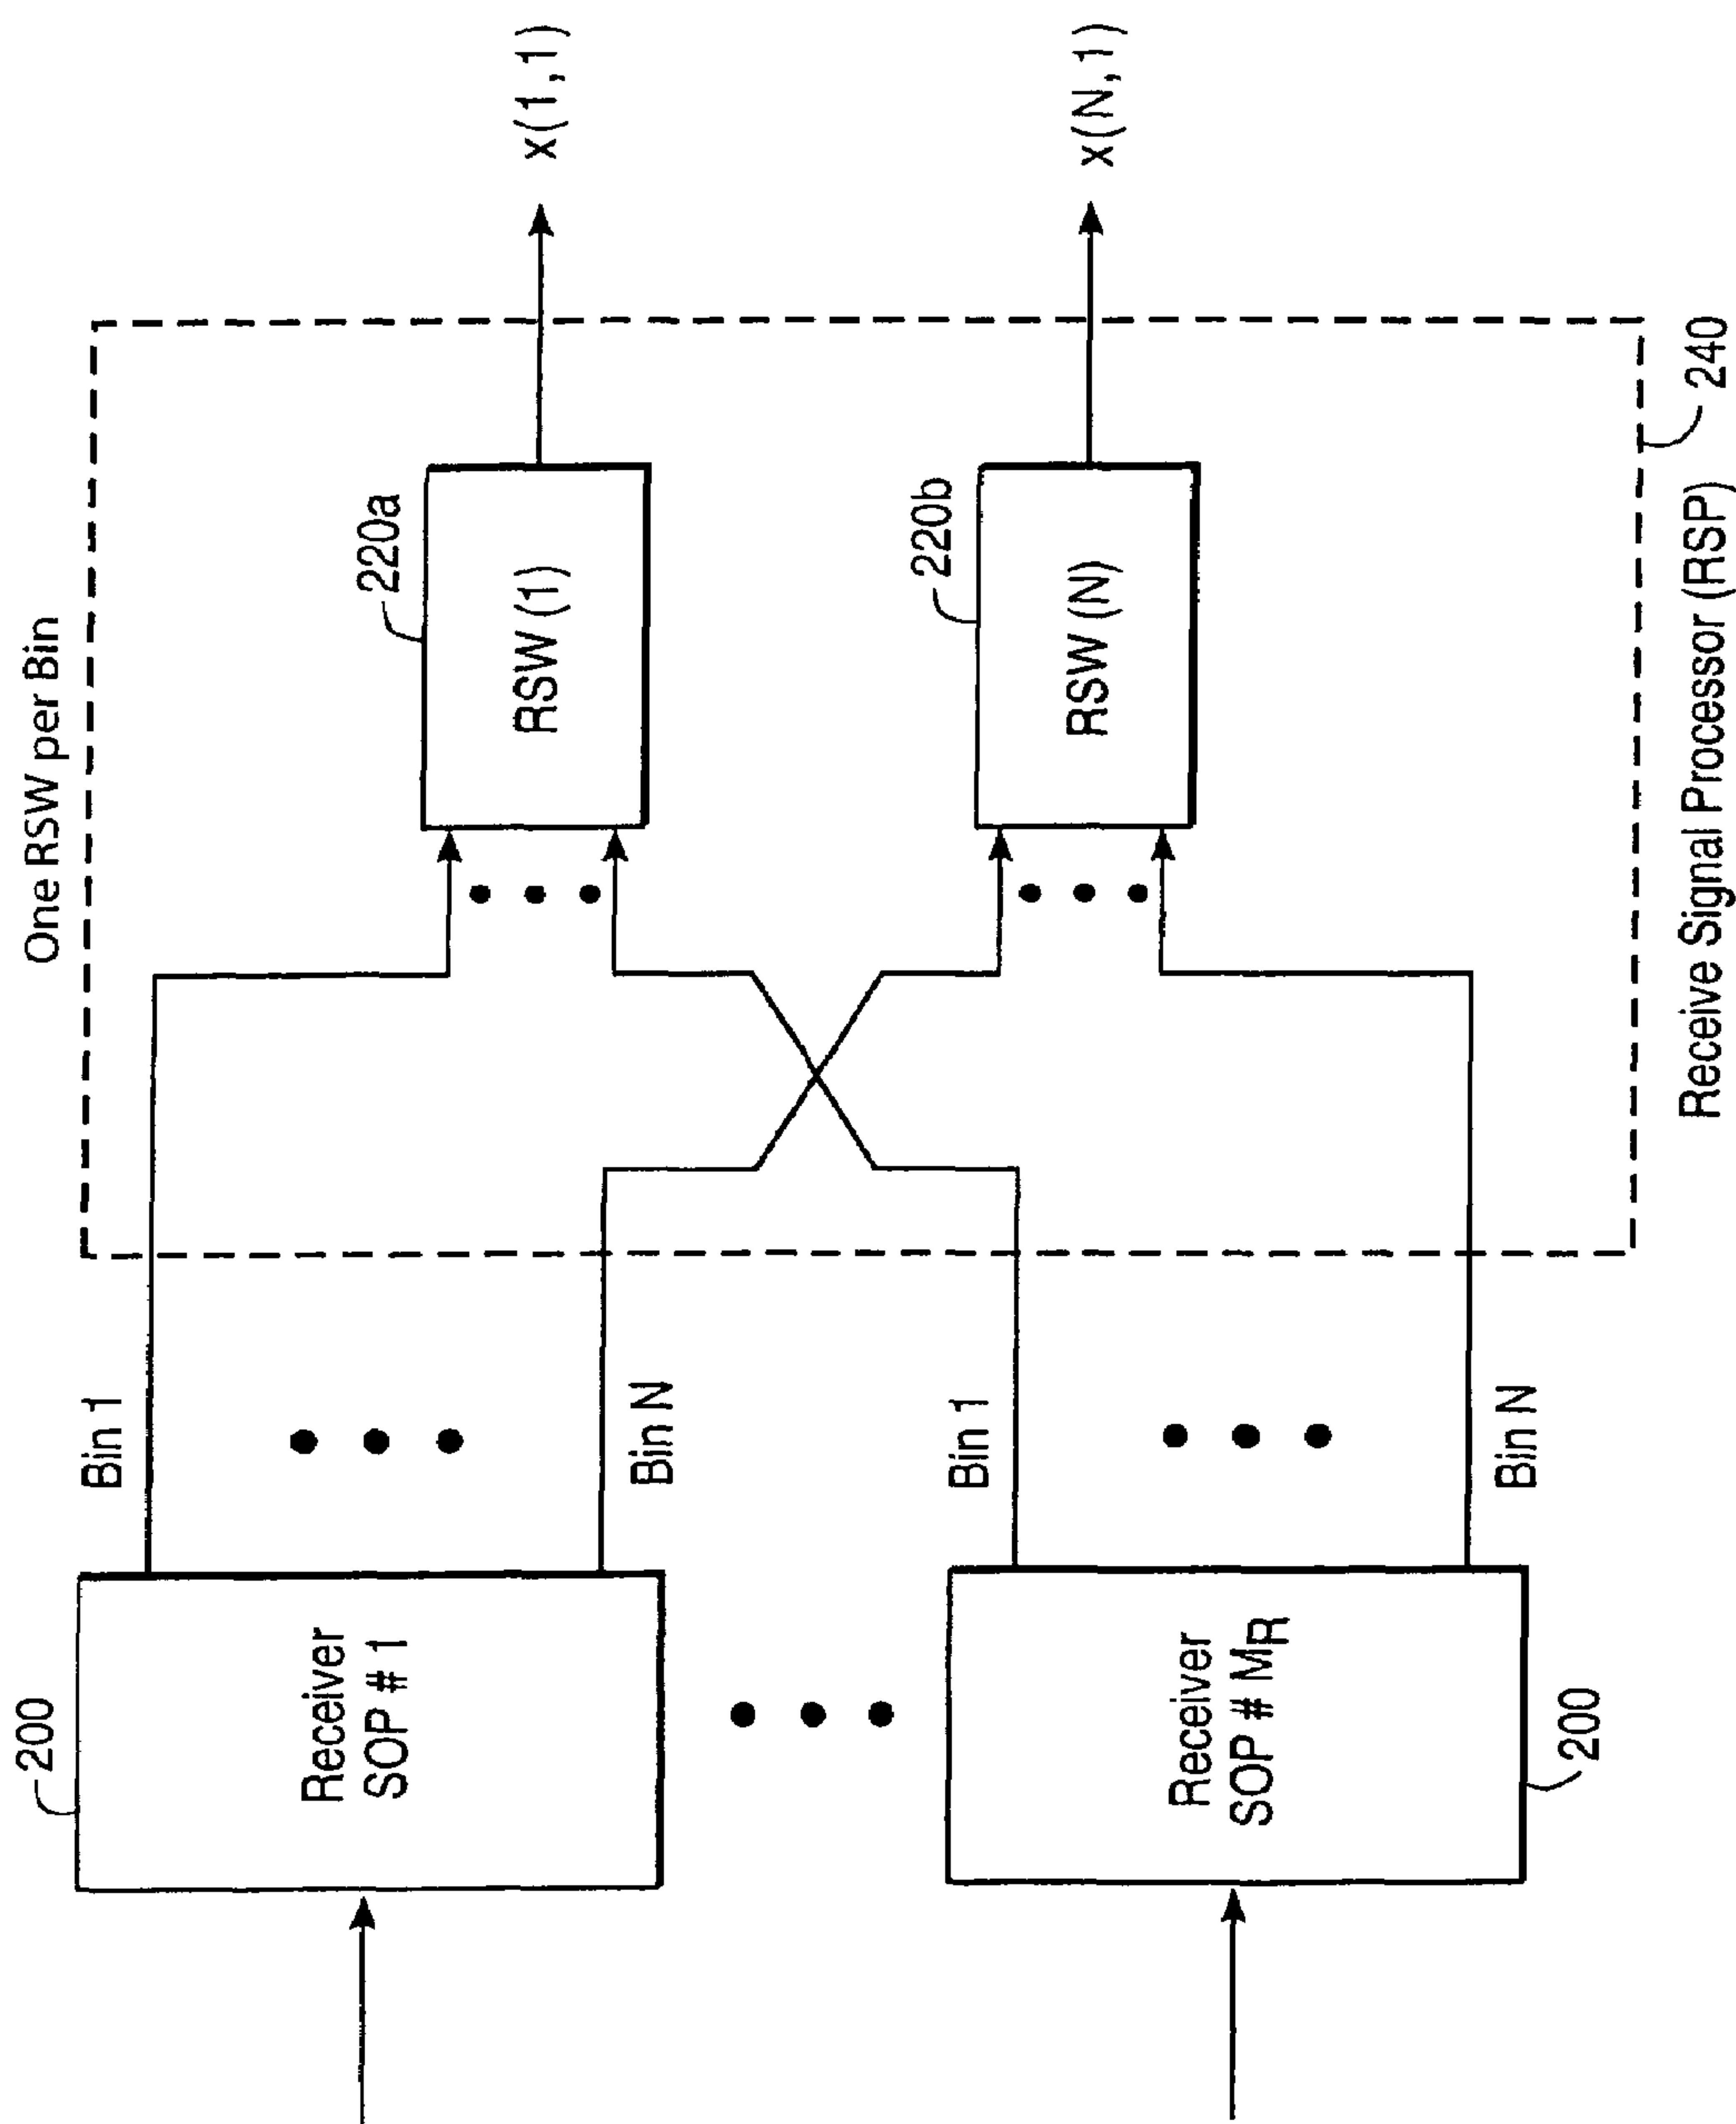 One RSW per Bin
200
Receiver
SOP # 1
Bin 1
Bin N
220a
RSW (1)
x(1,1)
Receiver
SOP # MR
200
Bin 1
Bin N
220b
RSW (N)
x(N,1)
240
Receive Signal Processor (RSP)